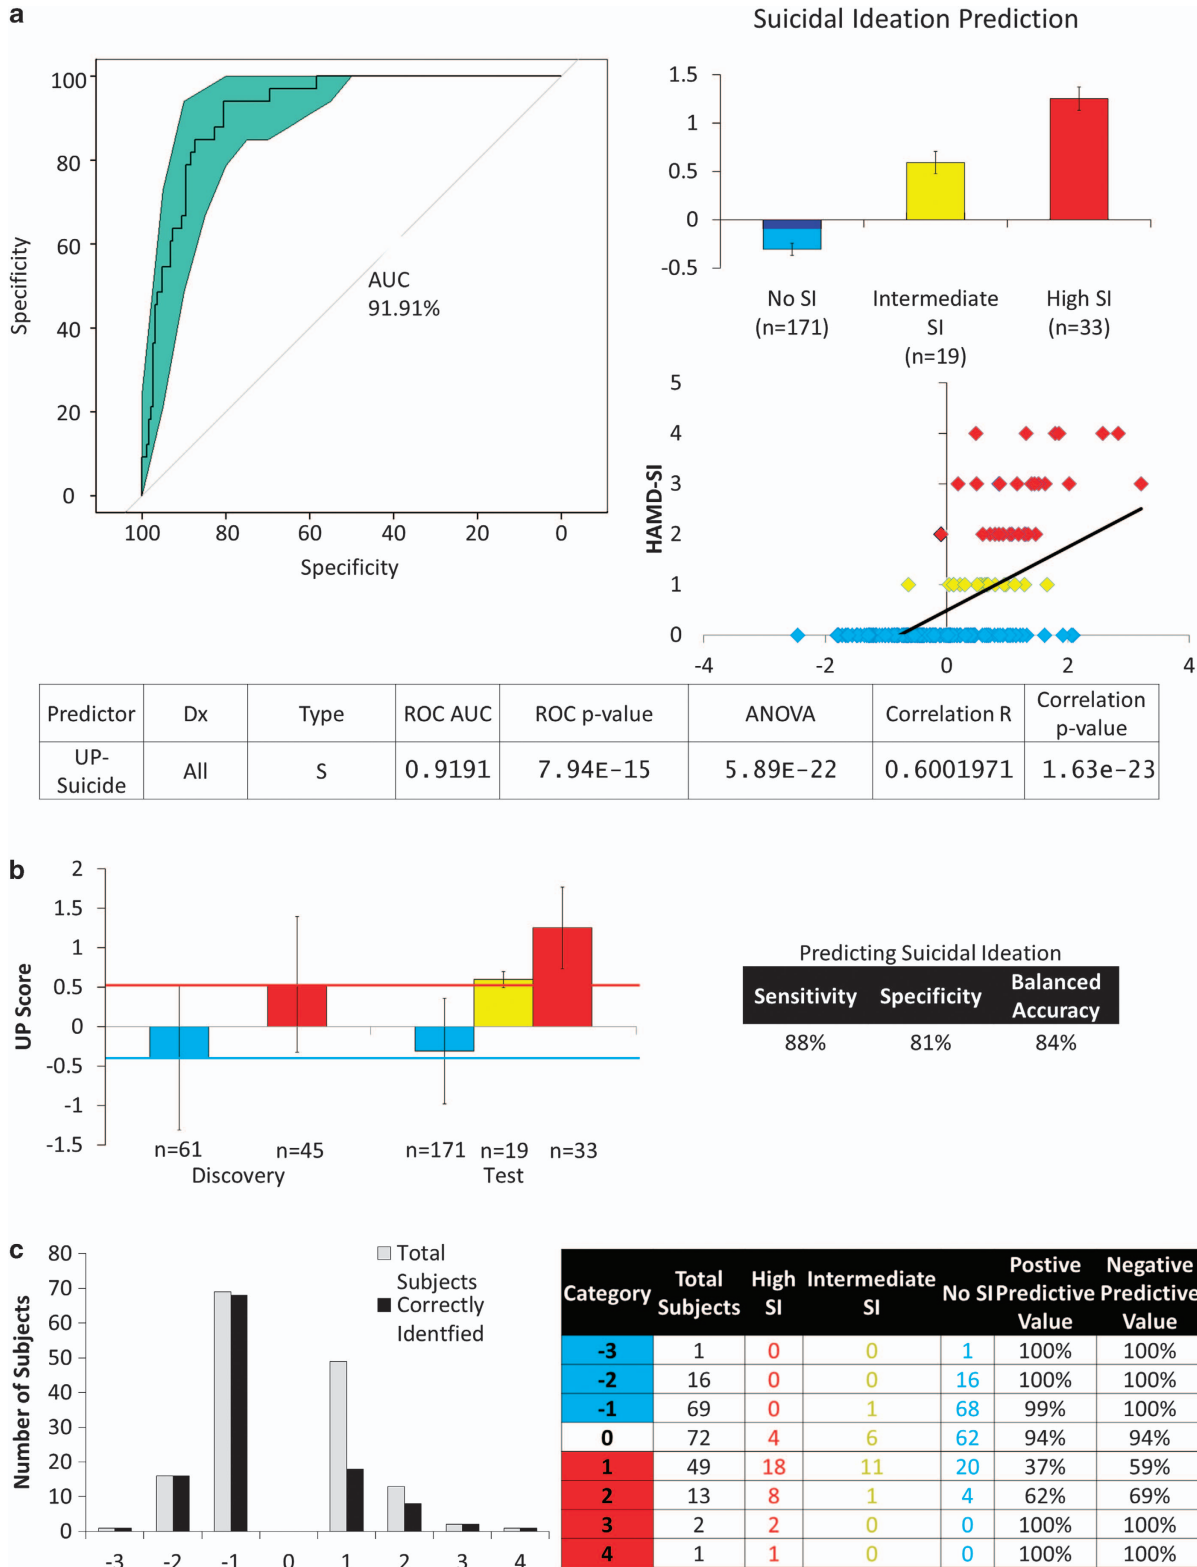 a
Suicidal Ideation Prediction
100
80
60
40
20
0
Specificity
AUC
91.91%
100 80 60 40 20 0
Specificity
1.5
1
0.5
0
-0.5
No SI Intermediate High SI
(n=171) SI (n=33)
(n=19)
5
4
3
2
1
0
HAMD-SI
-4 -2 0 2 4
Predictor Dx Type ROC AUC ROC p-value ANOVA Correlation R Correlation p-value
UP-Suicide All S 0.9191 7.94E-15 5.89E-22 0.6001971 1.63e-23
b
2
1.5
1
0.5
0
-0.5
-1
-1.5
UP Score
n=61 n=45 n=171 n=19 n=33
Discovery Test
Predicting Suicidal Ideation
Sensitivity Specificity Balanced Accuracy
88% 81% 84%
c
80
70
60
50
40
30
20
10
0
Number of Subjects
Total
Subjects
Correctly
Identfied
-3 -2 -1 0 1 2 3 4
Category Total Subjects High SI Intermediate SI No SI Postive Predictive Value Negative Predictive Value
-3 1 0 0 1 100% 100%
-2 16 0 0 16 100% 100%
-1 69 0 1 68 99% 100%
0 72 4 6 62 94% 94%
1 49 18 11 20 37% 59%
2 13 8 1 4 62% 69%
3 2 2 0 0 100% 100%
4 1 1 0 0 100% 100%